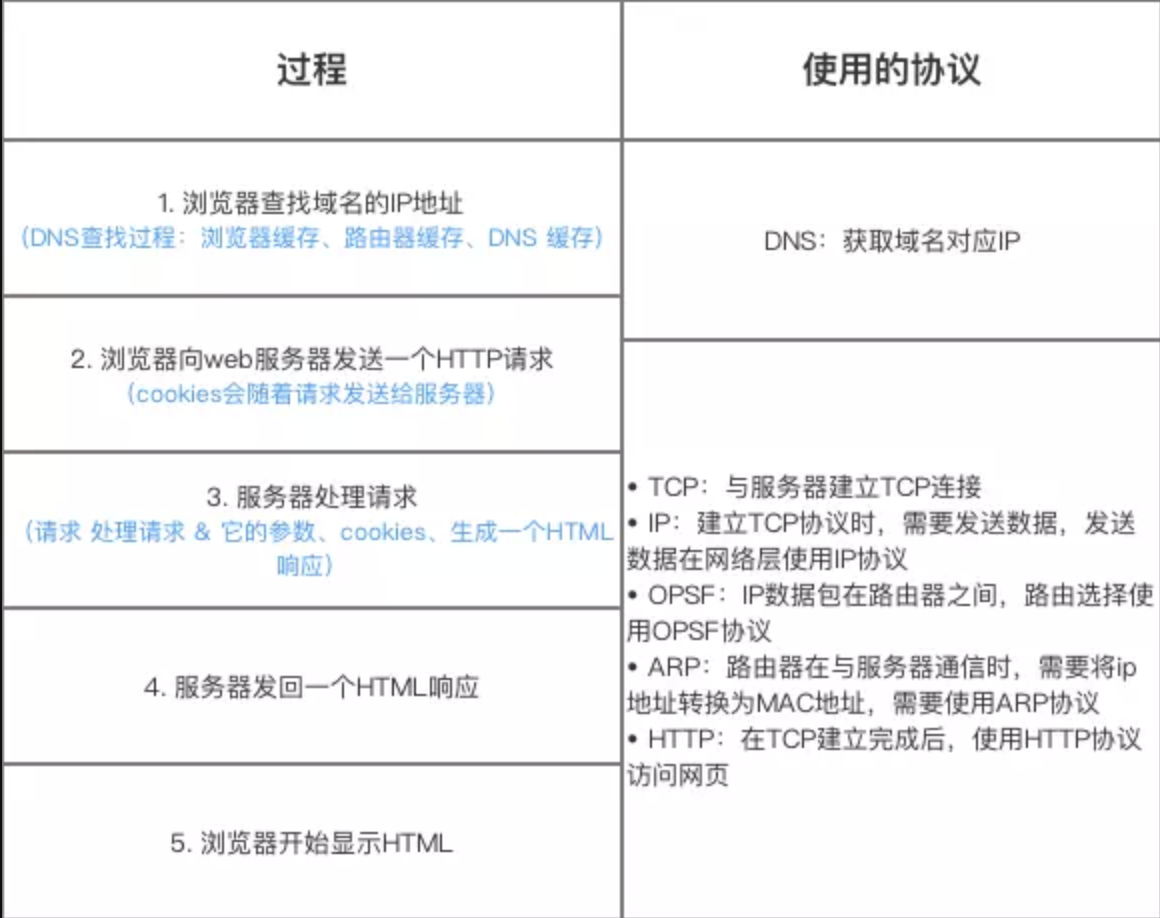 过程
使用的协议
1. 浏览器查找域名的IP地址
（DNS查找过程：浏览器缓存、路由器缓存、DNS 缓存）
DNS：获取域名对应IP
2. 浏览器向web服务器发送一个HTTP请求
（cookies会随着请求发送给服务器）
3. 服务器处理请求
（请求 处理请求 & 它的参数、cookies、生成一个HTML
响应）
4. 服务器发回一个HTML响应
5. 浏览器开始显示HTML
• TCP：与服务器建立TCP连接
• IP：建立TCP协议时，需要发送数据，发送
数据在网络层使用IP协议
• OPSF：IP数据包在路由器之间，路由选择使
用OPSF协议
• ARP：路由器在与服务器通信时，需要将ip
地址转换为MAC地址，需要使用ARP协议
• HTTP：在TCP建立完成后，使用HTTP协议
访问网页